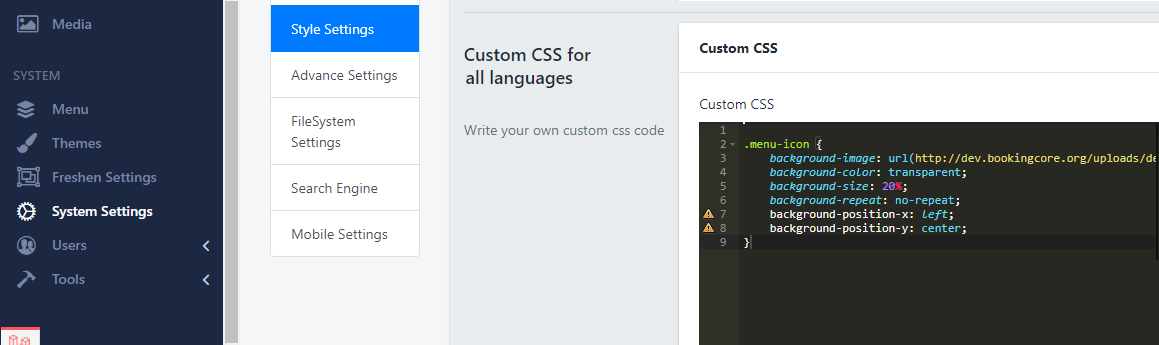 Media
SYSTEM
Menu
Themes
Freshen Settings
System Settings
Users
Tools
Style Settings
Advance Settings
FileSystem
Settings
Search Engine
Mobile Settings
Custom CSS for
all languages
Write your own custom css code
Custom CSS
Custom CSS
1
2 .menu-icon {
3 background-image: url(http://dev.bookingcore.org/uploads/de
4 background-color: transparent;
5 background-size: 20%;
6 background-repeat: no-repeat;
7 background-position-x: left;
8 background-position-y: center;
9 }